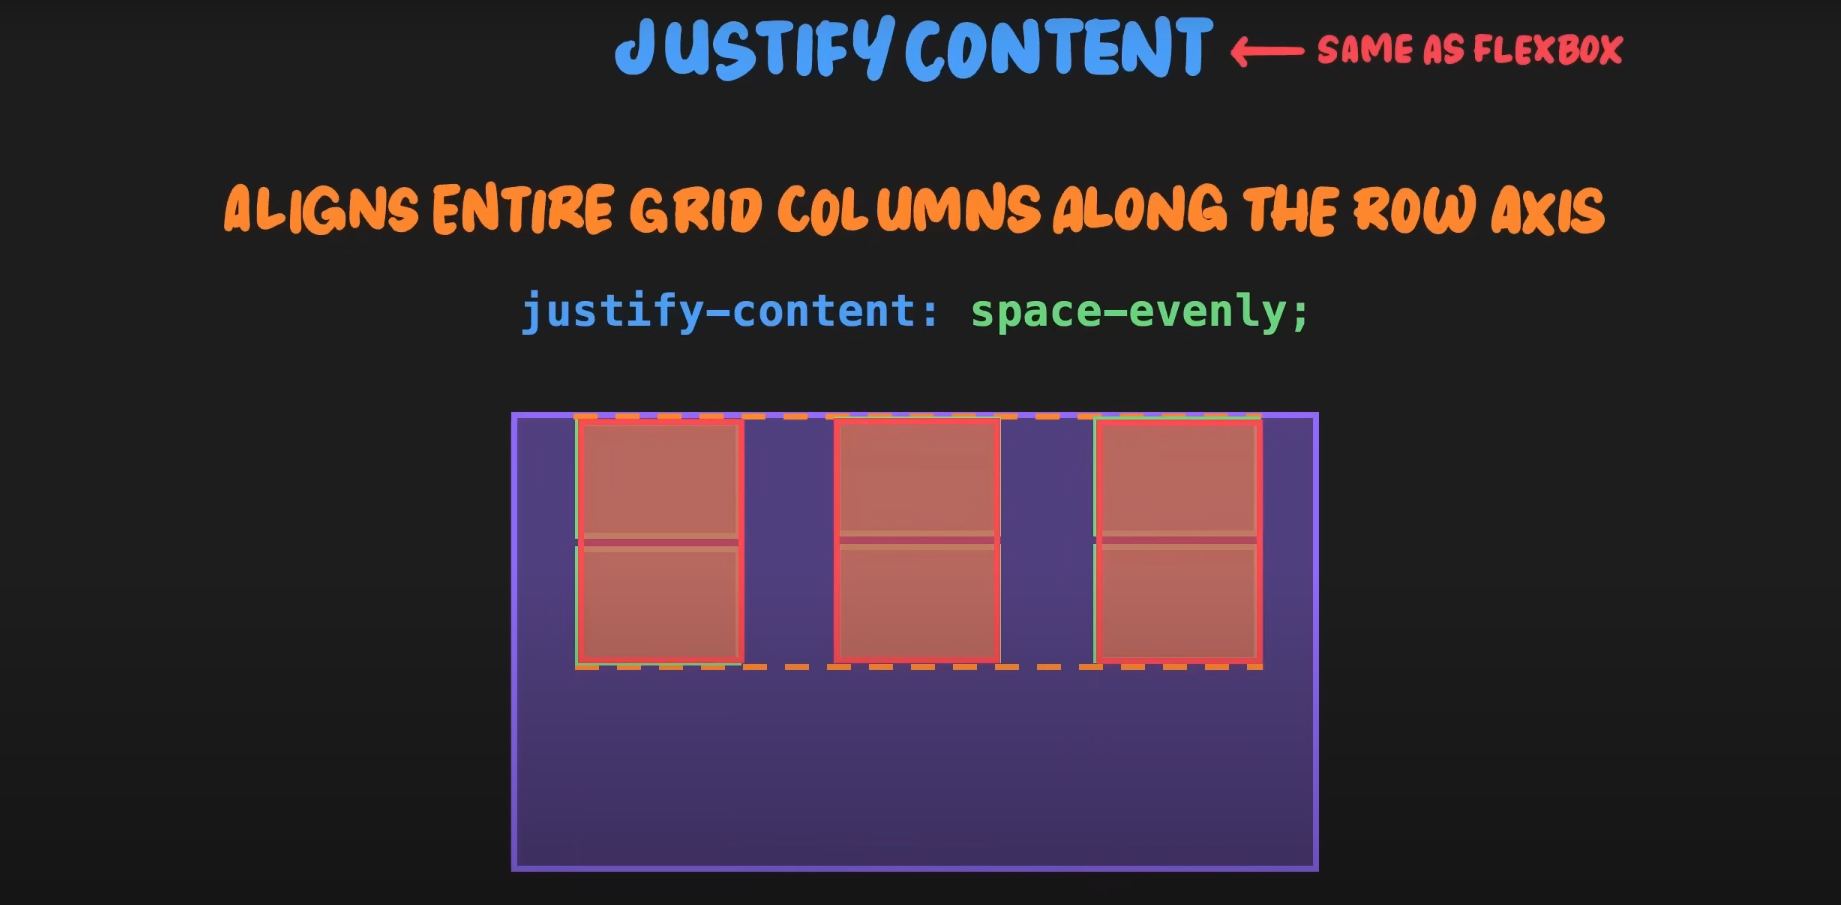 JUSTIFY CONTENT ← SAME AS FLEXBOX
ALIGNS ENTIRE GRID COLUMNS ALONG THE ROW AXIS
justify-content: space-evenly;